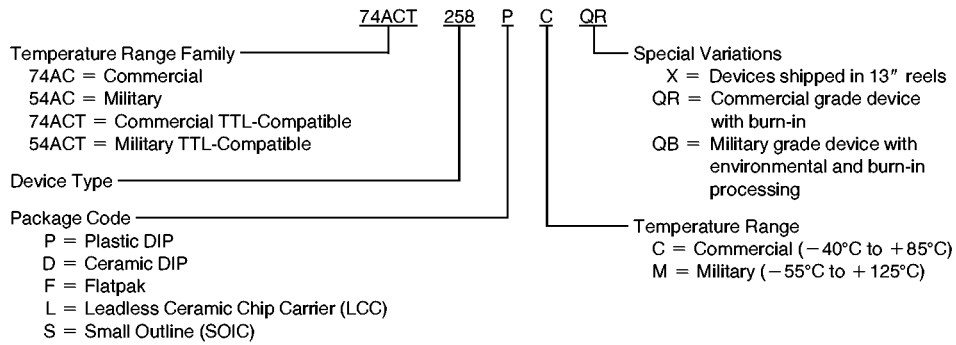 74ACT 258 P C QR
Temperature Range Family
74AC = Commercial
54AC = Military
74ACT = Commercial TTL-Compatible
54ACT = Military TTL-Compatible
Device Type
Package Code
P = Plastic DIP
D = Ceramic DIP
F = Flatpak
L = Leadless Ceramic Chip Carrier (LCC)
S = Small Outline (SOIC)
Special Variations
X = Devices shipped in 13″ reels
QR = Commercial grade device
with burn-in
QB = Military grade device with
environmental and burn-in
processing
Temperature Range
C = Commercial (−40°C to +85°C)
M = Military (−55°C to +125°C)